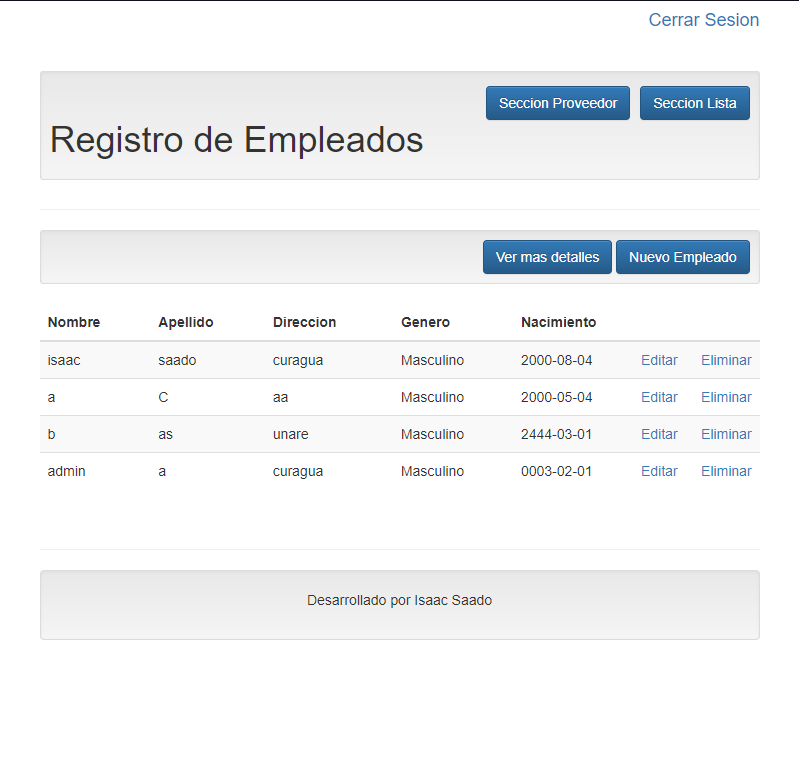 Cerrar Sesion
Seccion Proveedor Seccion Lista
Registro de Empleados
Ver mas detalles Nuevo Empleado
Nombre Apellido Direccion Genero Nacimiento
isaac saado curagua Masculino 2000-08-04 Editar Eliminar
a C aa Masculino 2000-05-04 Editar Eliminar
b as unare Masculino 2444-03-01 Editar Eliminar
admin a curagua Masculino 0003-02-01 Editar Eliminar
Desarrollado por Isaac Saado